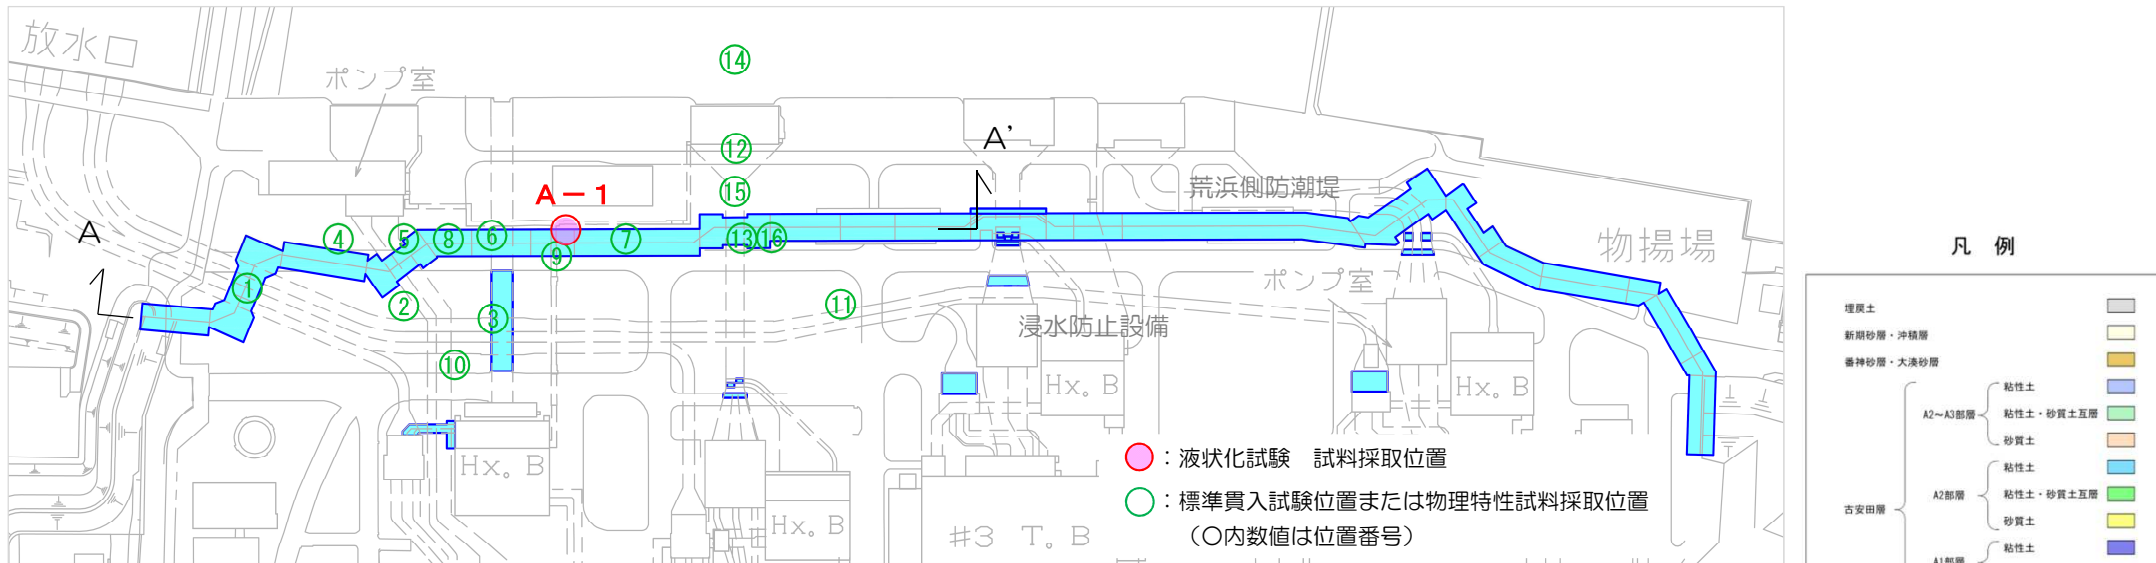 放水口
ポンプ室
⑭
A'
⑫
A－1
⑮
荒浜側防潮堤
A
④
⑤
⑧
⑥
⑨
⑦
⑬
⑯
物揚場
①
②
③
⑪
ポンプ室
浸水防止設備
⑩
Hx。B
Hx。B
Hx。B
Hx。B
#3 T。B
：液状化試験　試料採取位置
：標準貫入試験位置または物理特性試料採取位置
（〇内数値は位置番号）
凡 例
埋戻土
新期砂層・沖積層
番神砂層・大湊砂層
古安田層
A2～A3部層
粘性土
粘性土・砂質土互層
砂質土
A2部層
粘性土
粘性土・砂質土互層
砂質土
A1部層
粘性土